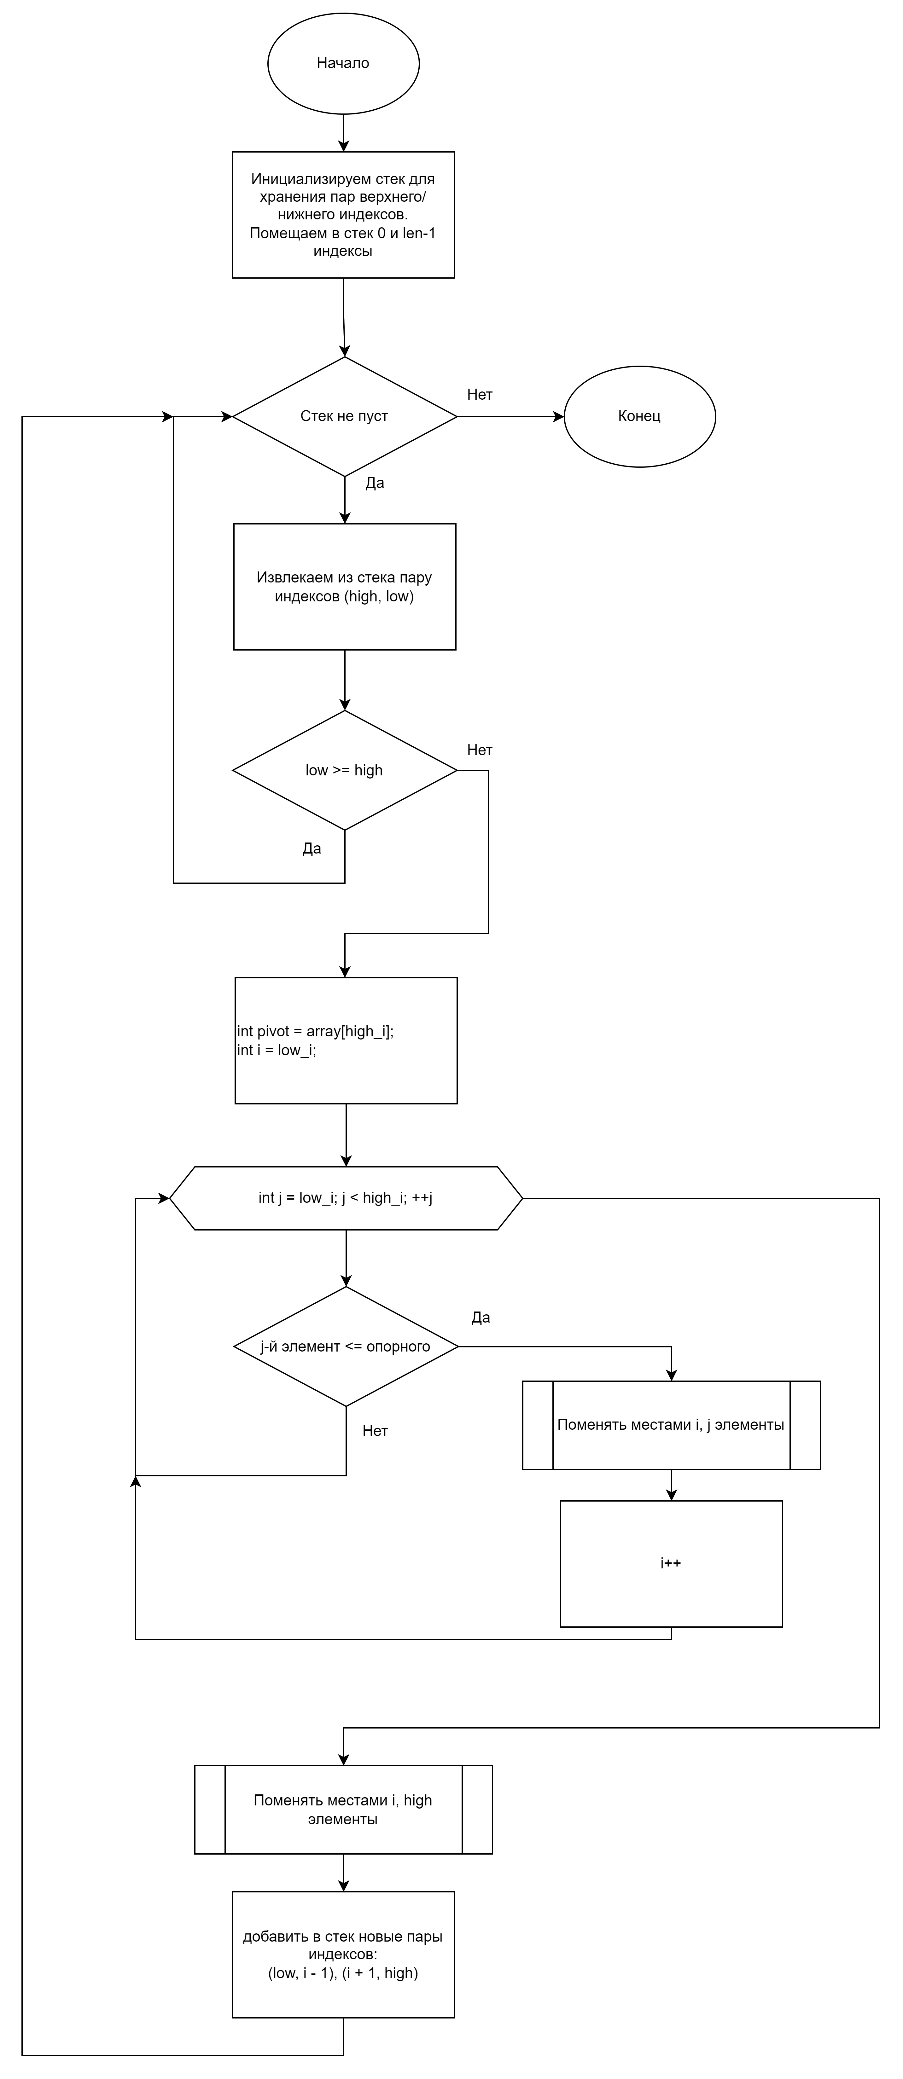 Начало
Инициализируем стек для
хранения пар верхнего/
нижнего индексов.
Помещаем в стек 0 и len-1
индексы
Стек не пуст
Нет
Конец
Да
Извлекаем из стека пару
индексов (high, low)
low >= high
Нет
Да
int pivot = array[high_i];
int i = low_i;
int j = low_i; j < high_i; ++j
j-й элемент <= опорного
Да
Нет
Поменять местами i, j элементы
i++
Поменять местами i, high
элементы
добавить в стек новые пары
индексов:
(low, i - 1), (i + 1, high)